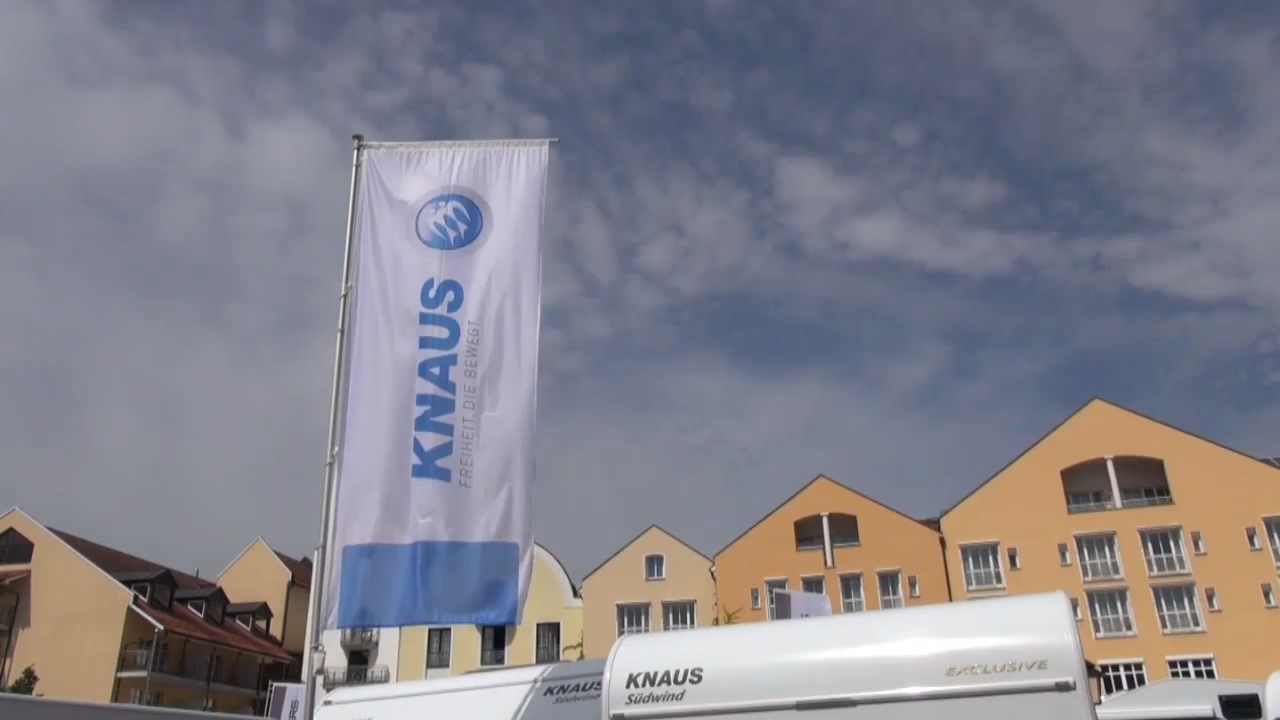 KNAUS
FREIHEIT, DIE BEWEGT.
KNAUS
Südwind
EXCLUSIVE
KNAUS
Südwind